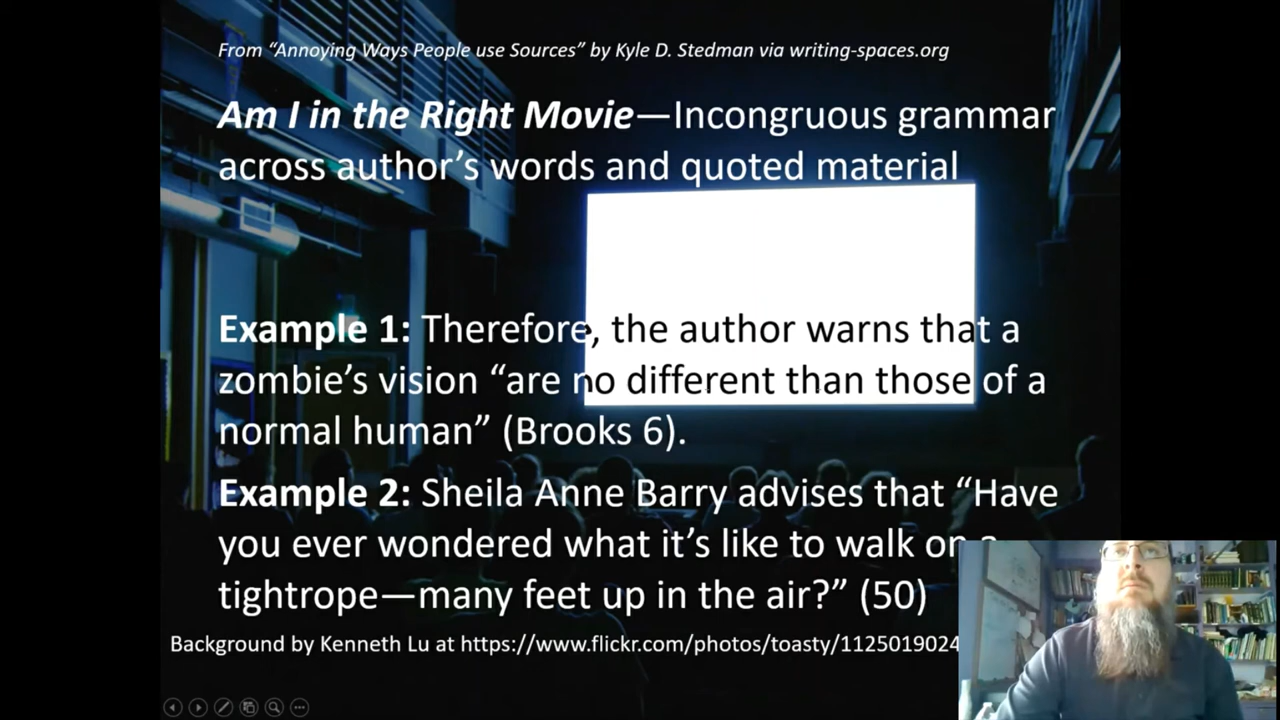 From “Annoying Ways People use Sources” by Kyle D. Stedman via writing-spaces.org
Am I in the Right Movie—Incongruous grammar
across author’s words and quoted material
Example 1: Therefore, the author warns that a
zombie’s vision “are no different than those of a
normal human” (Brooks 6).
Example 2: Sheila Anne Barry advises that “Have
you ever wondered what it’s like to walk on a
tightrope—many feet up in the air?” (50)
Background by Kenneth Lu at https://www.flickr.com/photos/toasty/1125019024